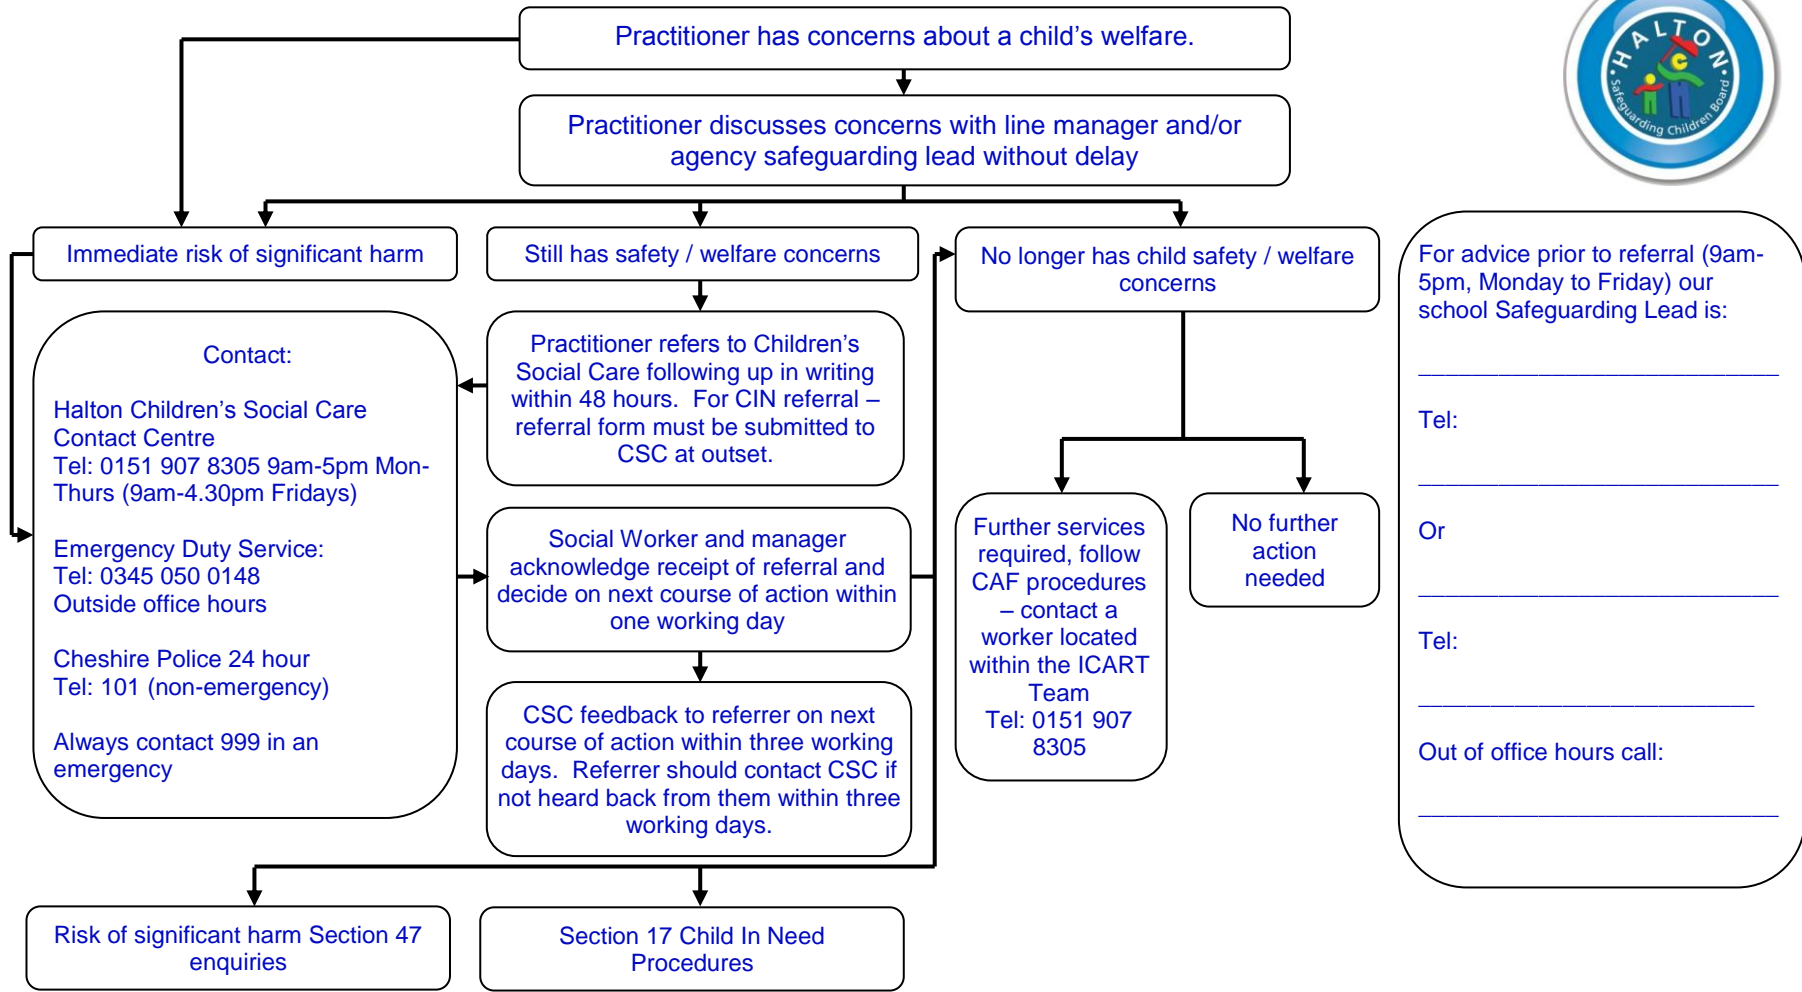 Practitioner has concerns about a child’s welfare.
HALTON
Safeguarding Children Board
Practitioner discusses concerns with line manager and/or
agency safeguarding lead without delay
Immediate risk of significant harm
Still has safety / welfare concerns
No longer has child safety / welfare
concerns
Contact:
Halton Children’s Social Care
Contact Centre
Tel: 0151 907 8305 9am-5pm Mon-
Thurs (9am-4.30pm Fridays)
Emergency Duty Service:
Tel: 0345 050 0148
Outside office hours
Cheshire Police 24 hour
Tel: 101 (non-emergency)
Always contact 999 in an
emergency
Practitioner refers to Children’s
Social Care following up in writing
within 48 hours.  For CIN referral –
referral form must be submitted to
CSC at outset.
Social Worker and manager
acknowledge receipt of referral and
decide on next course of action within
one working day
CSC feedback to referrer on next
course of action within three working
days.  Referrer should contact CSC if
not heard back from them within three
working days.
Further services
required, follow
CAF procedures
– contact a
worker located
within the ICART
Team
Tel: 0151 907
8305
No further
action
needed
For advice prior to referral (9am-
5pm, Monday to Friday) our
school Safeguarding Lead is:
Tel:
Or
Tel:
Out of office hours call:
Risk of significant harm Section 47
enquiries
Section 17 Child In Need
Procedures